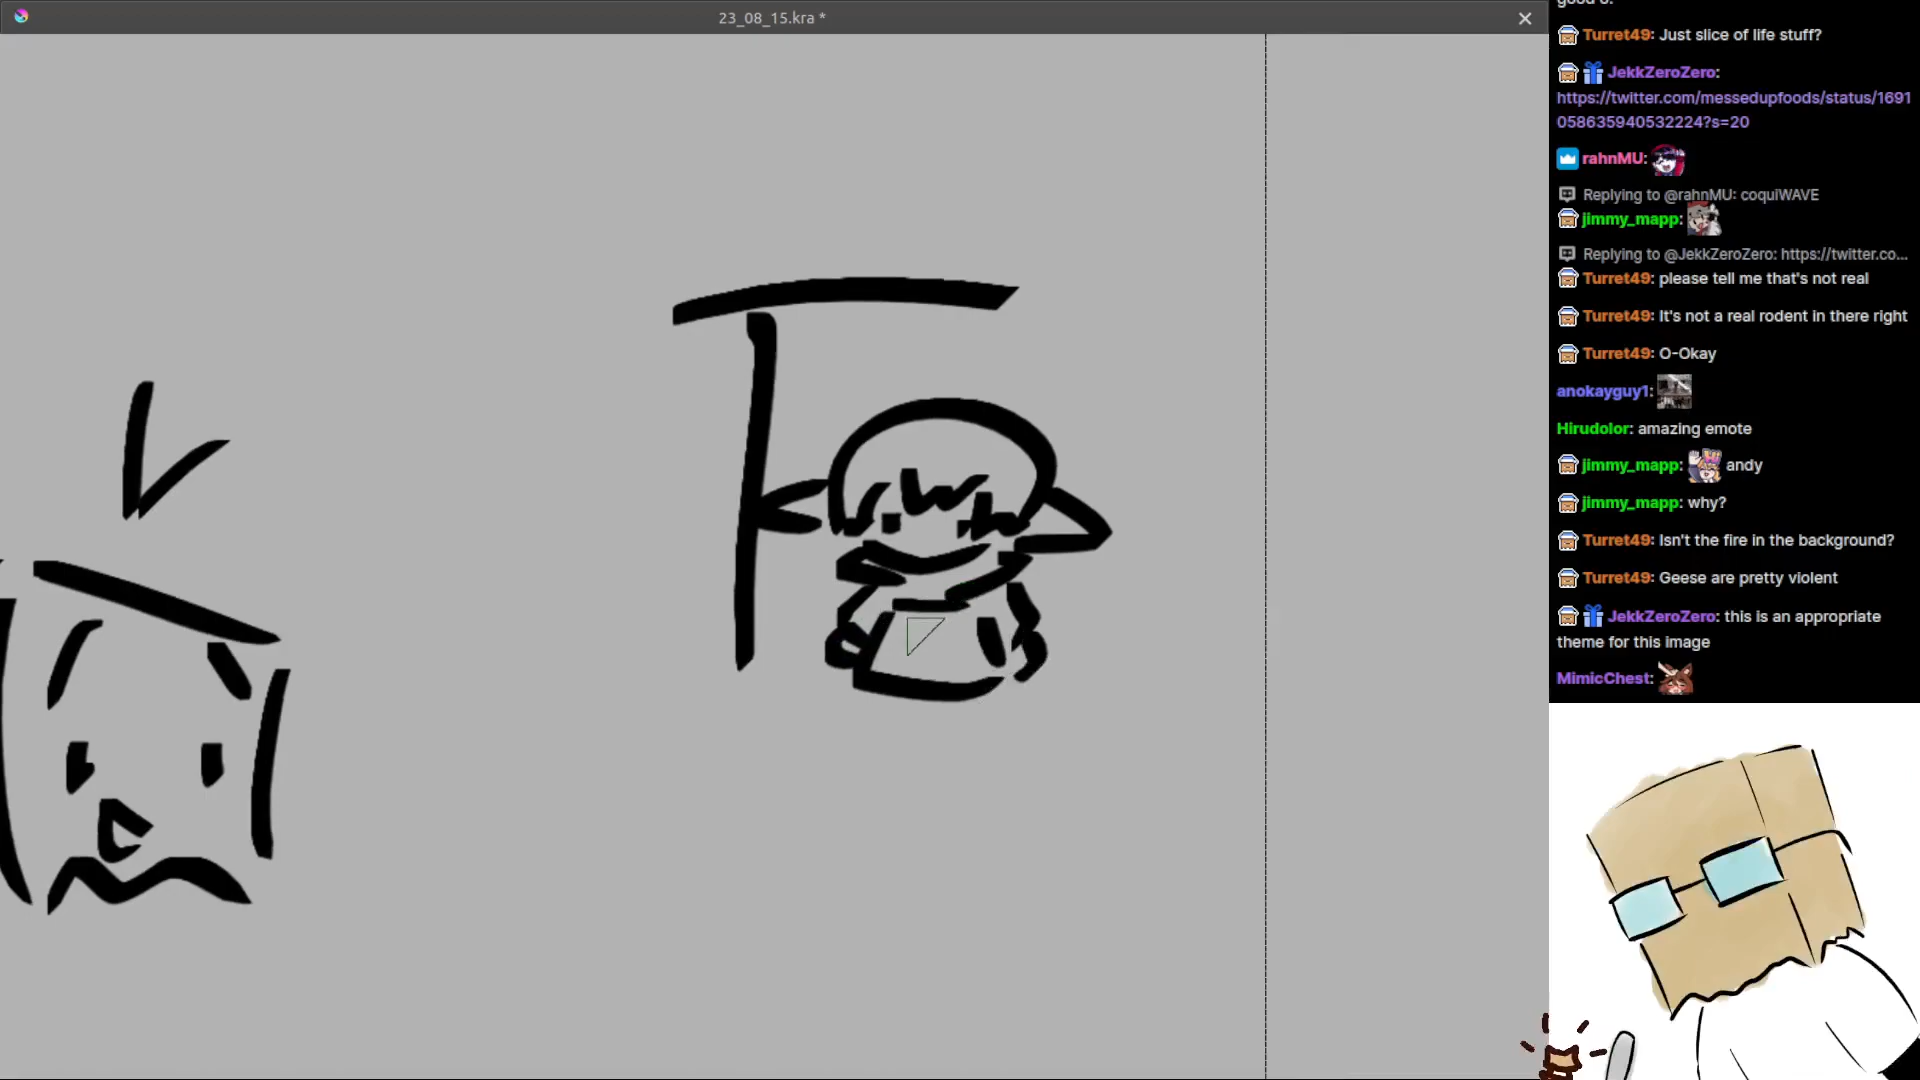 23_08_15.kra *
good 6.
Turret49: Just slice of life stuff?
JekkZeroZero:
https://twitter.com/messedupfoods/status/1691
058635940532224?s=20
rahnMU:
Replying to @rahnMU: coquiWAVE
jimmy_mapp:
Replying to @JekkZeroZero: https://twitter.co...
Turret49: please tell me that's not real
Turret49: It's not a real rodent in there right
Turret49: O-Okay
anokayguy1:
Hirudolor: amazing emote
jimmy_mapp: andy
jimmy_mapp: why?
Turret49: Isn't the fire in the background?
Turret49: Geese are pretty violent
JekkZeroZero: this is an appropriate
theme for this image
MimicChest: